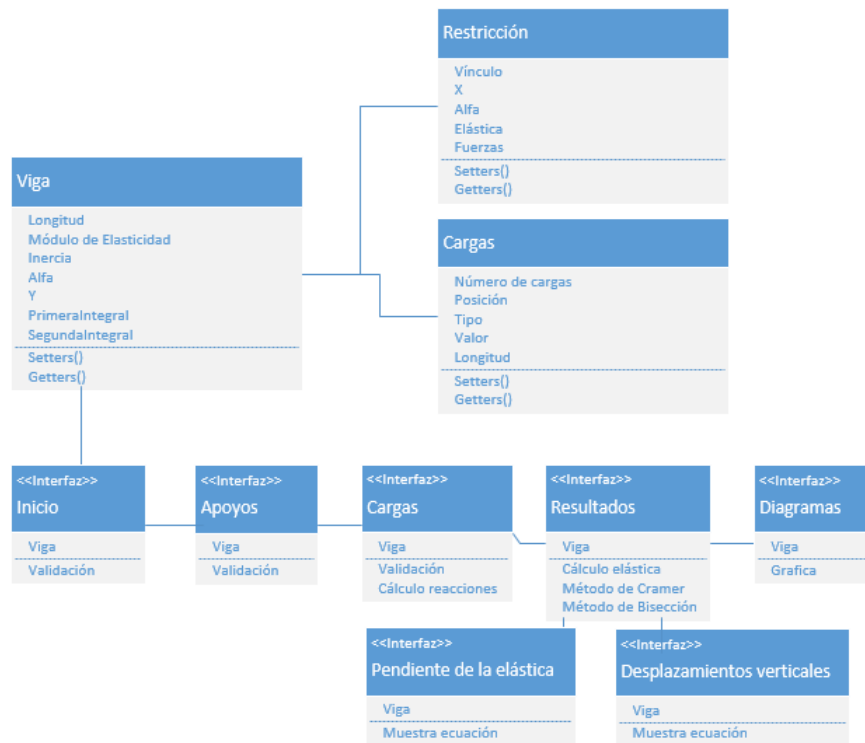 Restricción
Vínculo
X
Alfa
Elástica
Fuerzas
Setters()
Getters()
Viga
Longitud
Módulo de Elasticidad
Inercia
Alfa
Y
PrimeraIntegral
SegundaIntegral
Setters()
Getters()
Cargas
Número de cargas
Posición
Tipo
Valor
Longitud
Setters()
Getters()
<<Interfaz>>
Inicio
Viga
Validación
<<Interfaz>>
Apoyos
Viga
Validación
<<Interfaz>>
Cargas
Viga
Validación
Cálculo reacciones
<<Interfaz>>
Resultados
Viga
Cálculo elástica
Método de Cramer
Método de Bisección
<<Interfaz>>
Diagramas
Viga
Grafica
<<Interfaz>>
Pendiente de la elástica
Viga
Muestra ecuación
<<Interfaz>>
Desplazamientos verticales
Viga
Muestra ecuación